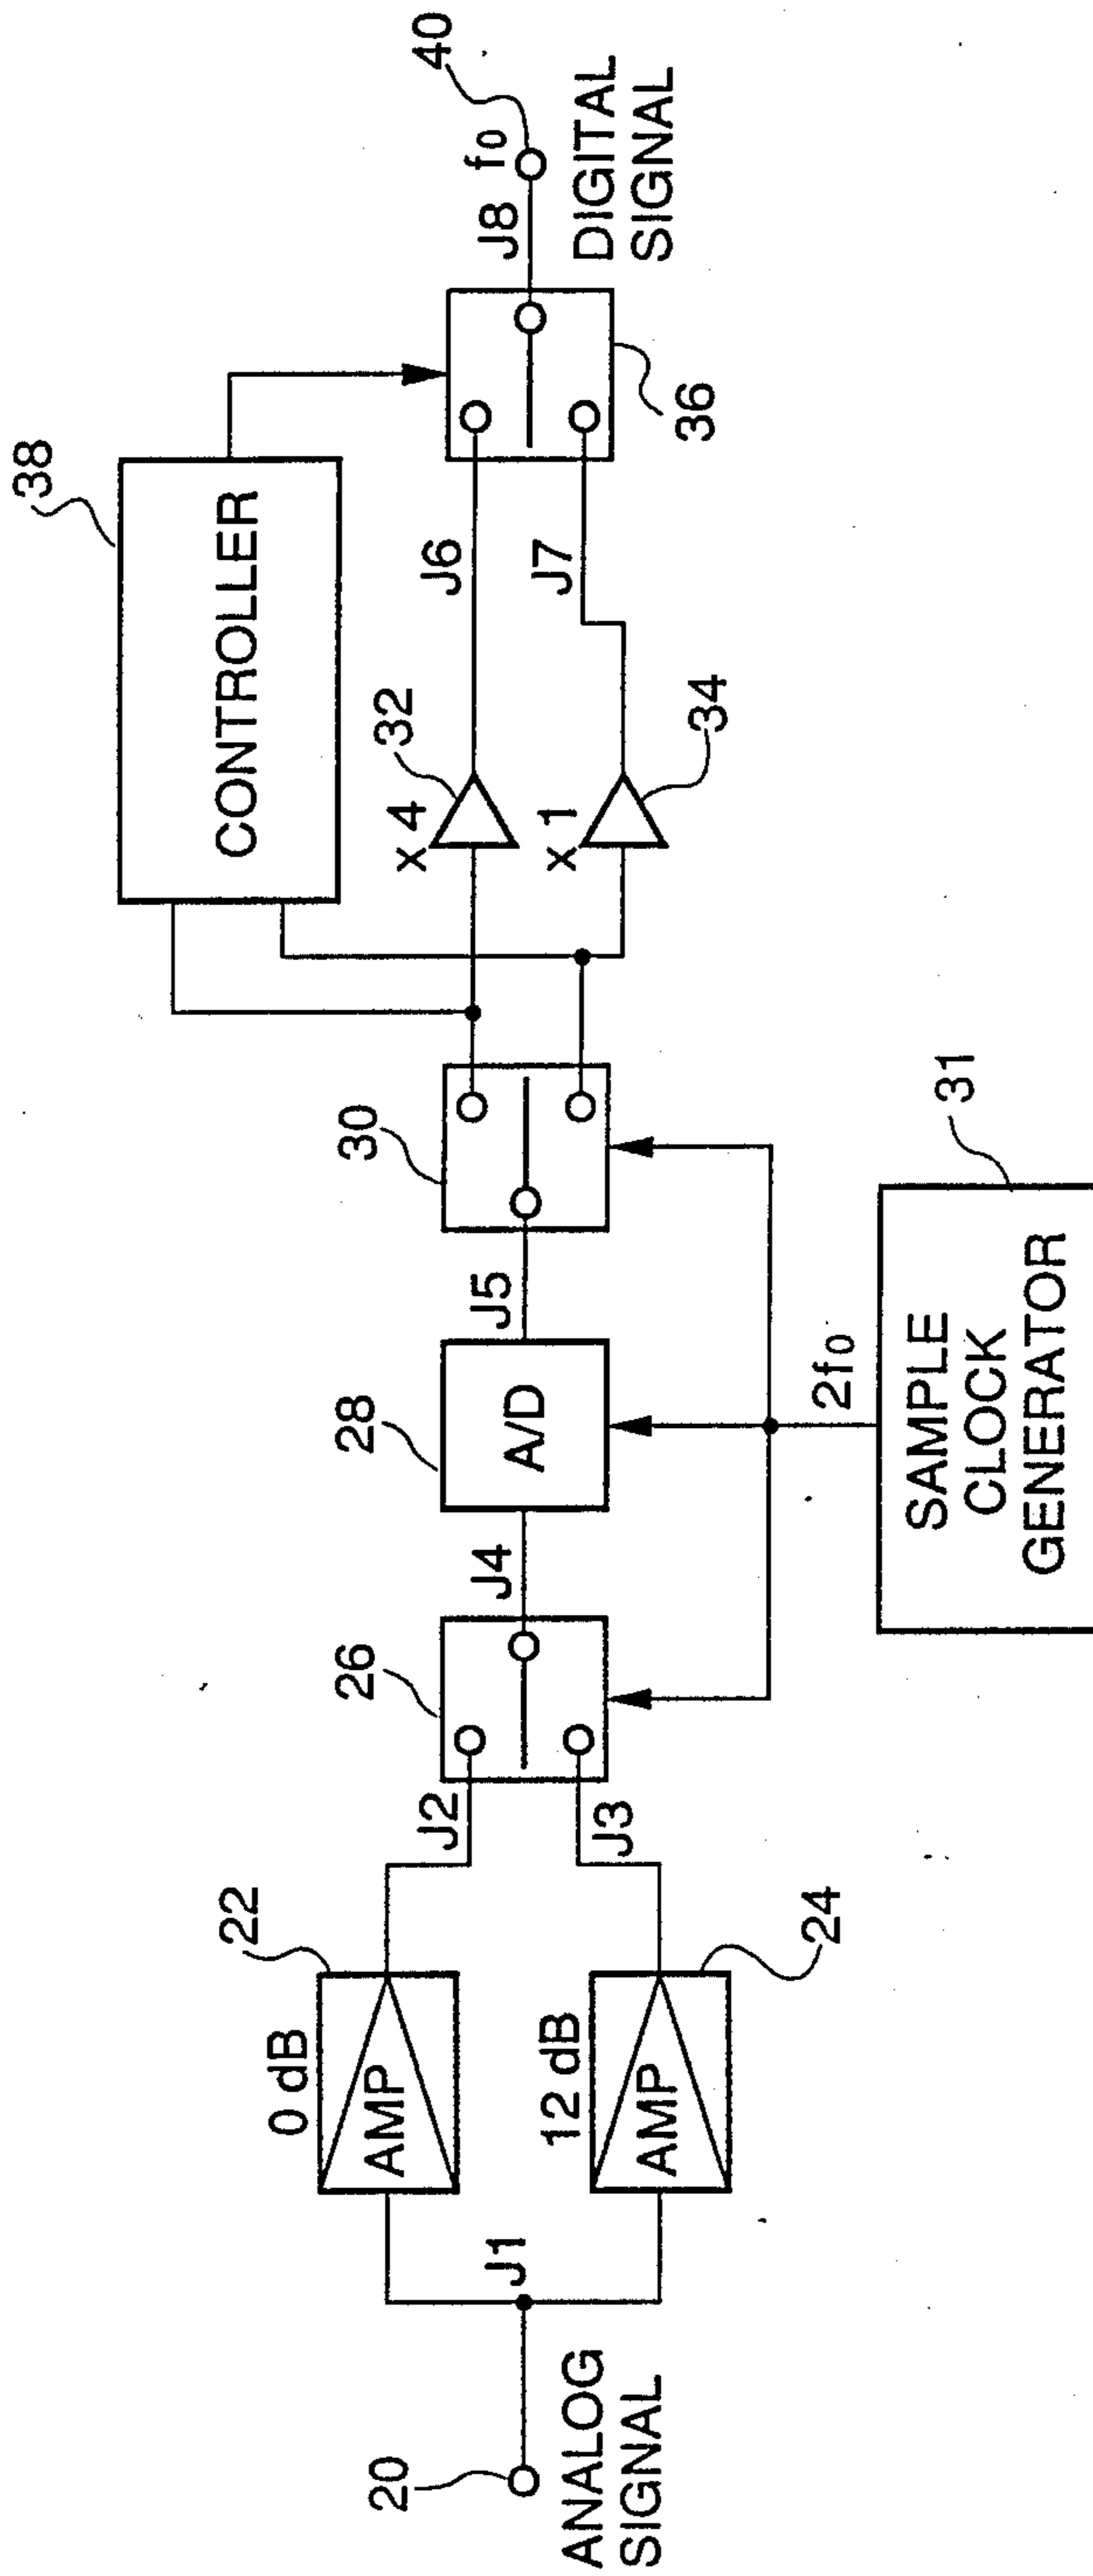 20
ANALOG
SIGNAL
J1
0 dB
22
AMP
12 dB
24
AMP
J2
J3
26
J4
28
A/D
J5
30
2f0
SAMPLE
CLOCK
GENERATOR
31
38
CONTROLLER
x 4
32
x 1
34
J6
J7
36
J8
f0
40
DIGITAL
SIGNAL